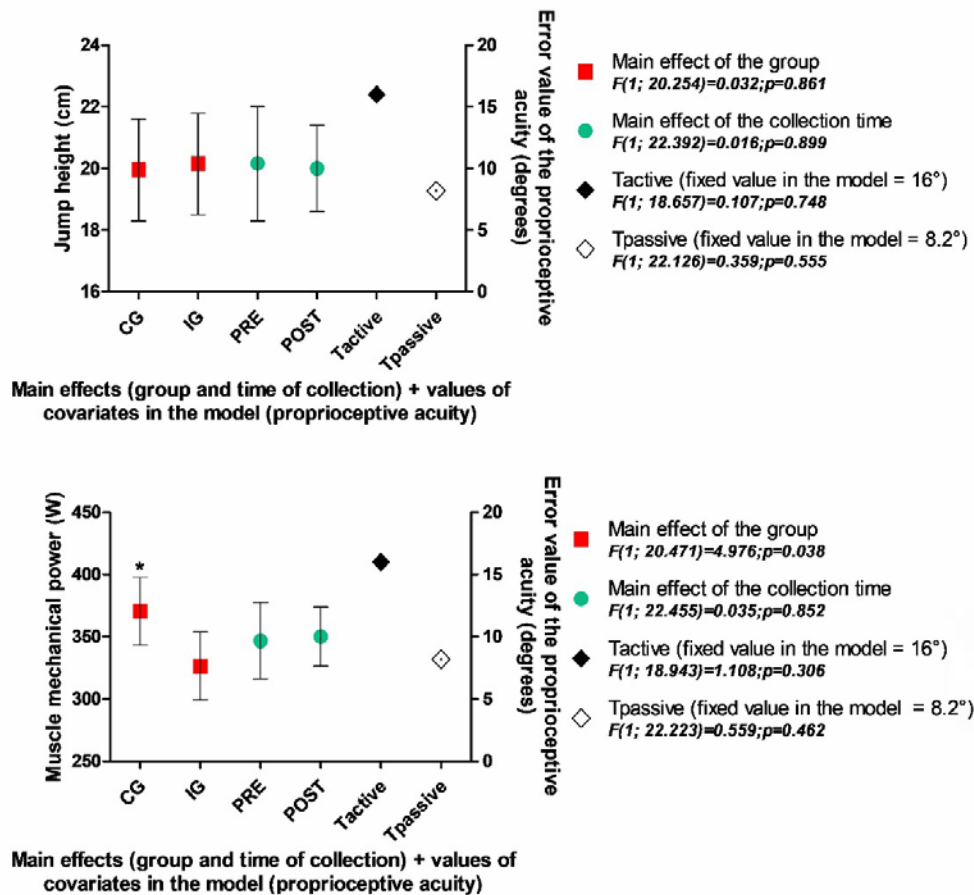 24
22
20
18
16
Jump height (cm)
20
15
10
5
0
Error value of the proprioceptive
acuity (degrees)
CG
IG
PRE
POST
Tactive
Tpassive
Main effects (group and time of collection) + values of
covariates in the model (proprioceptive acuity)
Main effect of the group
F(1; 20.254)=0.032;p=0.861
Main effect of the collection time
F(1; 22.392)=0.016;p=0.899
Tactive (fixed value in the model = 16°)
F(1; 18.657)=0.107;p=0.748
Tpassive (fixed value in the model = 8.2°)
F(1; 22.126)=0.359;p=0.555
450
400
350
300
250
Muscle mechanical power (W)
*
20
15
10
5
0
Error value of the proprioceptive
acuity (degrees)
CG
IG
PRE
POST
Tactive
Tpassive
Main effects (group and time of collection) + values of
covariates in the model (proprioceptive acuity)
Main effect of the group
F(1; 20.471)=4.976;p=0.038
Main effect of the collection time
F(1; 22.455)=0.035;p=0.852
Tactive (fixed value in the model = 16°)
F(1; 18.943)=1.108;p=0.306
Tpassive (fixed value in the model = 8.2°)
F(1; 22.223)=0.559;p=0.462